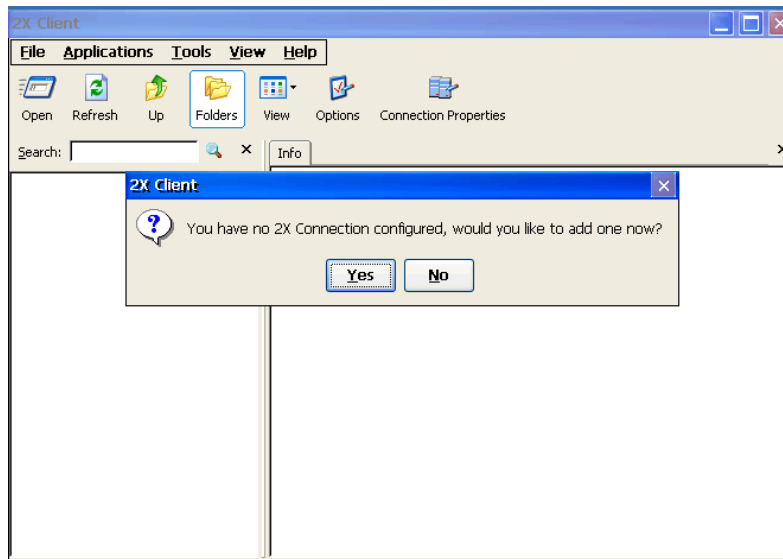 2X Client
File Applications Tools View Help
Open Refresh Up Folders View Options Connection Properties
Search:
Info
2X Client
You have no 2X Connection configured, would you like to add one now?
Yes No